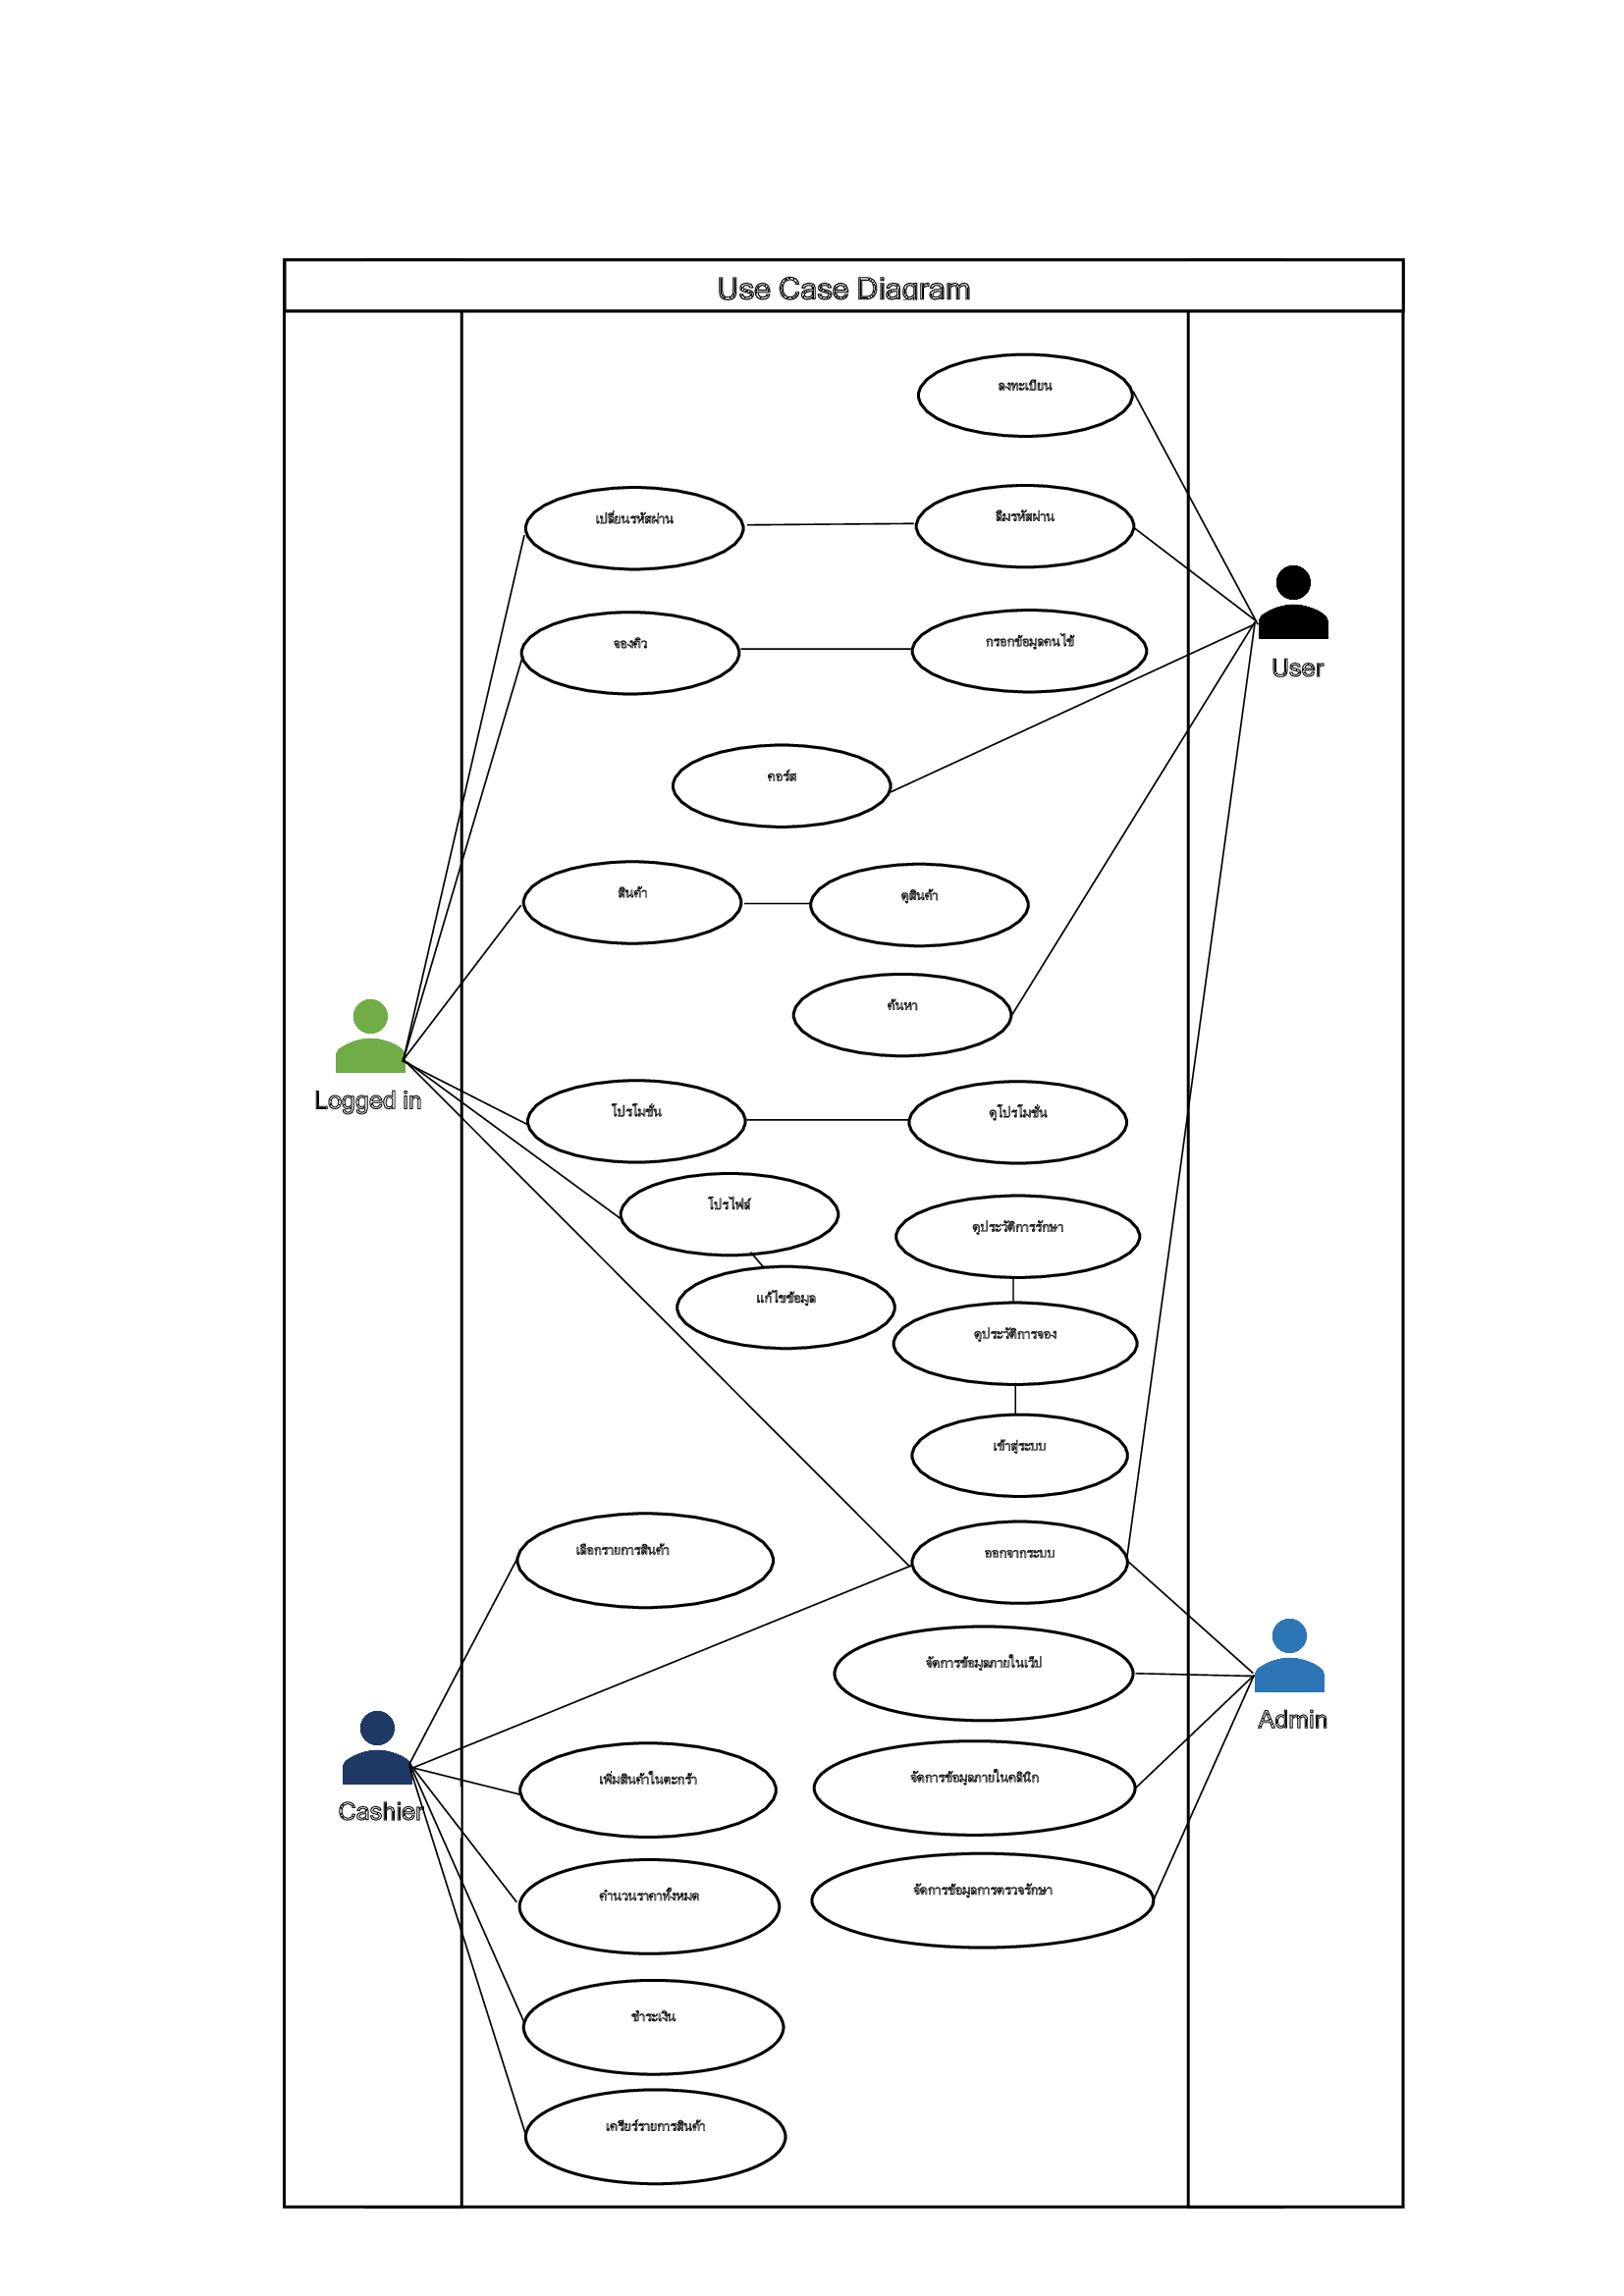 Use Case Diagram
ลงทะเบียน
เปลี่ยนรหัสผ่าน
ลืมรหัสผ่าน
จองคิว
กรอกข้อมูลคนไข้
User
คอร์ส
สินค้า
ดูสินค้า
ค้นหา
Logged in
โปรโมชั่น
ดูโปรโมชั่น
โปรไฟล์
ดูประวัติการรักษา
แก้ไขข้อมูล
ดูประวัติการจอง
เข้าสู่ระบบ
เลือกรายการสินค้า
ออกจากระบบ
จัดการข้อมูลภายในเว็ป
Admin
เพิ่มสินค้าในตะกร้า
จัดการข้อมูลภายในคลินิก
Cashier
คำนวนราคาทั้งหมด
จัดการข้อมูลการตรวจรักษา
ชำระเงิน
เครียร์รายการสินค้า